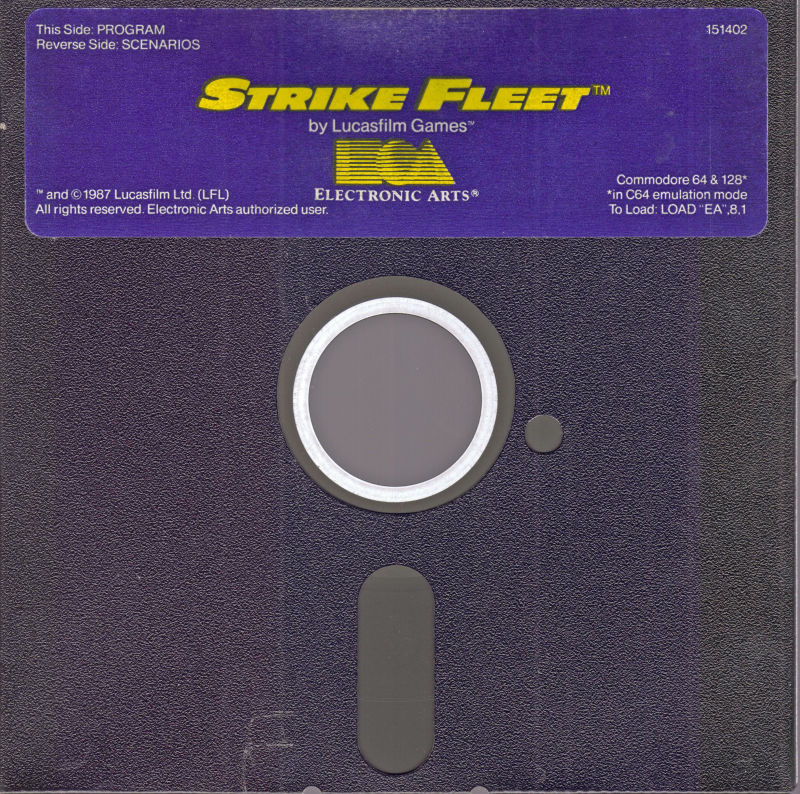 This Side: PROGRAM
Reverse Side: SCENARIOS
151402
STRIKE FLEET™
by Lucasfilm Games™
EA
ELECTRONIC ARTS®
™ and © 1987 Lucasfilm Ltd. (LFL)
All rights reserved. Electronic Arts authorized user.
Commodore 64 & 128*
*in C64 emulation mode
To Load: LOAD "EA",8,1